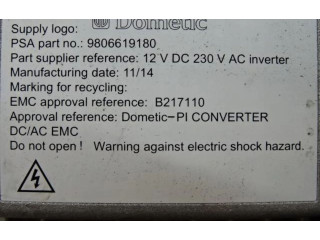 Dometic
Supply logo:
PSA part no.: 9806619180
Part supplier reference: 12 V DC 230 V AC inverter
Manufacturing date: 11/14
Marking for recycling:
EMC approval reference: B217110
Approval reference: Dometic-PI CONVERTER
DC/AC EMC
Do not open ! Warning against electric shock hazard.